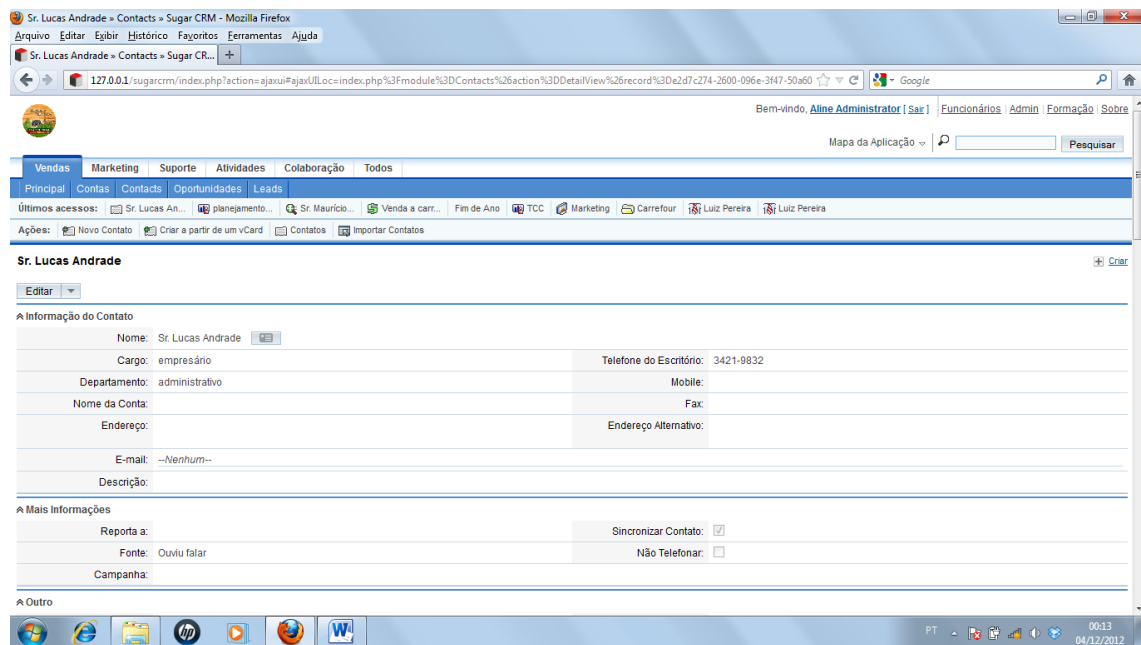 Sr. Lucas Andrade » Contacts » Sugar CRM - Mozilla Firefox
Arquivo Editar Exibir Histórico Favoritos Ferramentas Ajuda
Sr. Lucas Andrade » Contacts » Sugar CR... +
127.0.0.1/sugarcrm/index.php?action=ajaxui#ajaxUILoc=index.php%3Fmodule%3DContacts%26action%3DDetailView%26record%3De2d7c274-2600-096e-3f47-50a60 Google
Bem-vindo, Aline Administrator [ Sair ] Funcionários Admin Formação Sobre
Mapa da Aplicação Pesquisar
Vendas Marketing Suporte Atividades Colaboração Todos
Principal Contas Contacts Oportunidades Leads
Últimos acessos: Sr. Lucas An... planejamento... Sr. Maurício... Venda a carr... Fim de Ano TCC Marketing Carrefour Luiz Pereira Luiz Pereira
Ações: Novo Contato Criar a partir de um vCard Contatos Importar Contatos
Sr. Lucas Andrade Criar
Editar
Informação do Contato
Nome: Sr. Lucas Andrade
Cargo: empresário Telefone do Escritório: 3421-9832
Departamento: administrativo Mobile:
Nome da Conta: Fax:
Endereço: Endereço Alternativo:
E-mail: --Nenhum--
Descrição:
Mais Informações
Reporta a: Sincronizar Contato:
Fonte: Ouviu falar Não Telefonar:
Campanha:
Outro
PT 00:13
04/12/2012